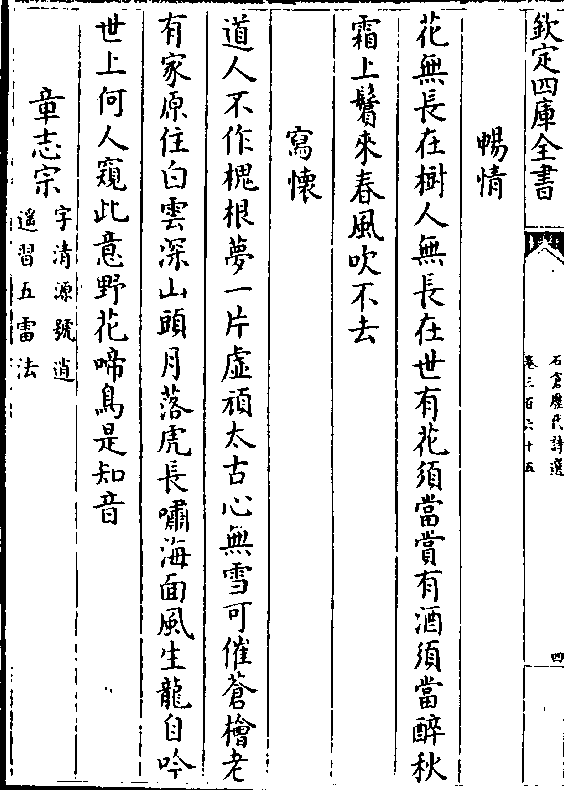 欽定四庫全書
石倉歷代詩選
卷三百六十五
四
暢情
花無長在樹人無長在世有花須當賞有酒須當醉秋
霜上鬢來春風吹不去
寫懷
道人不作槐根夢一片虛頑太古心無雪可催蒼檜老
有家原住白雲深山頭月落虎長嘯海面風生龍自吟
世上何人窺此意野花啼鳥是知音
章志宗
字清源號逍
遥習五雷法